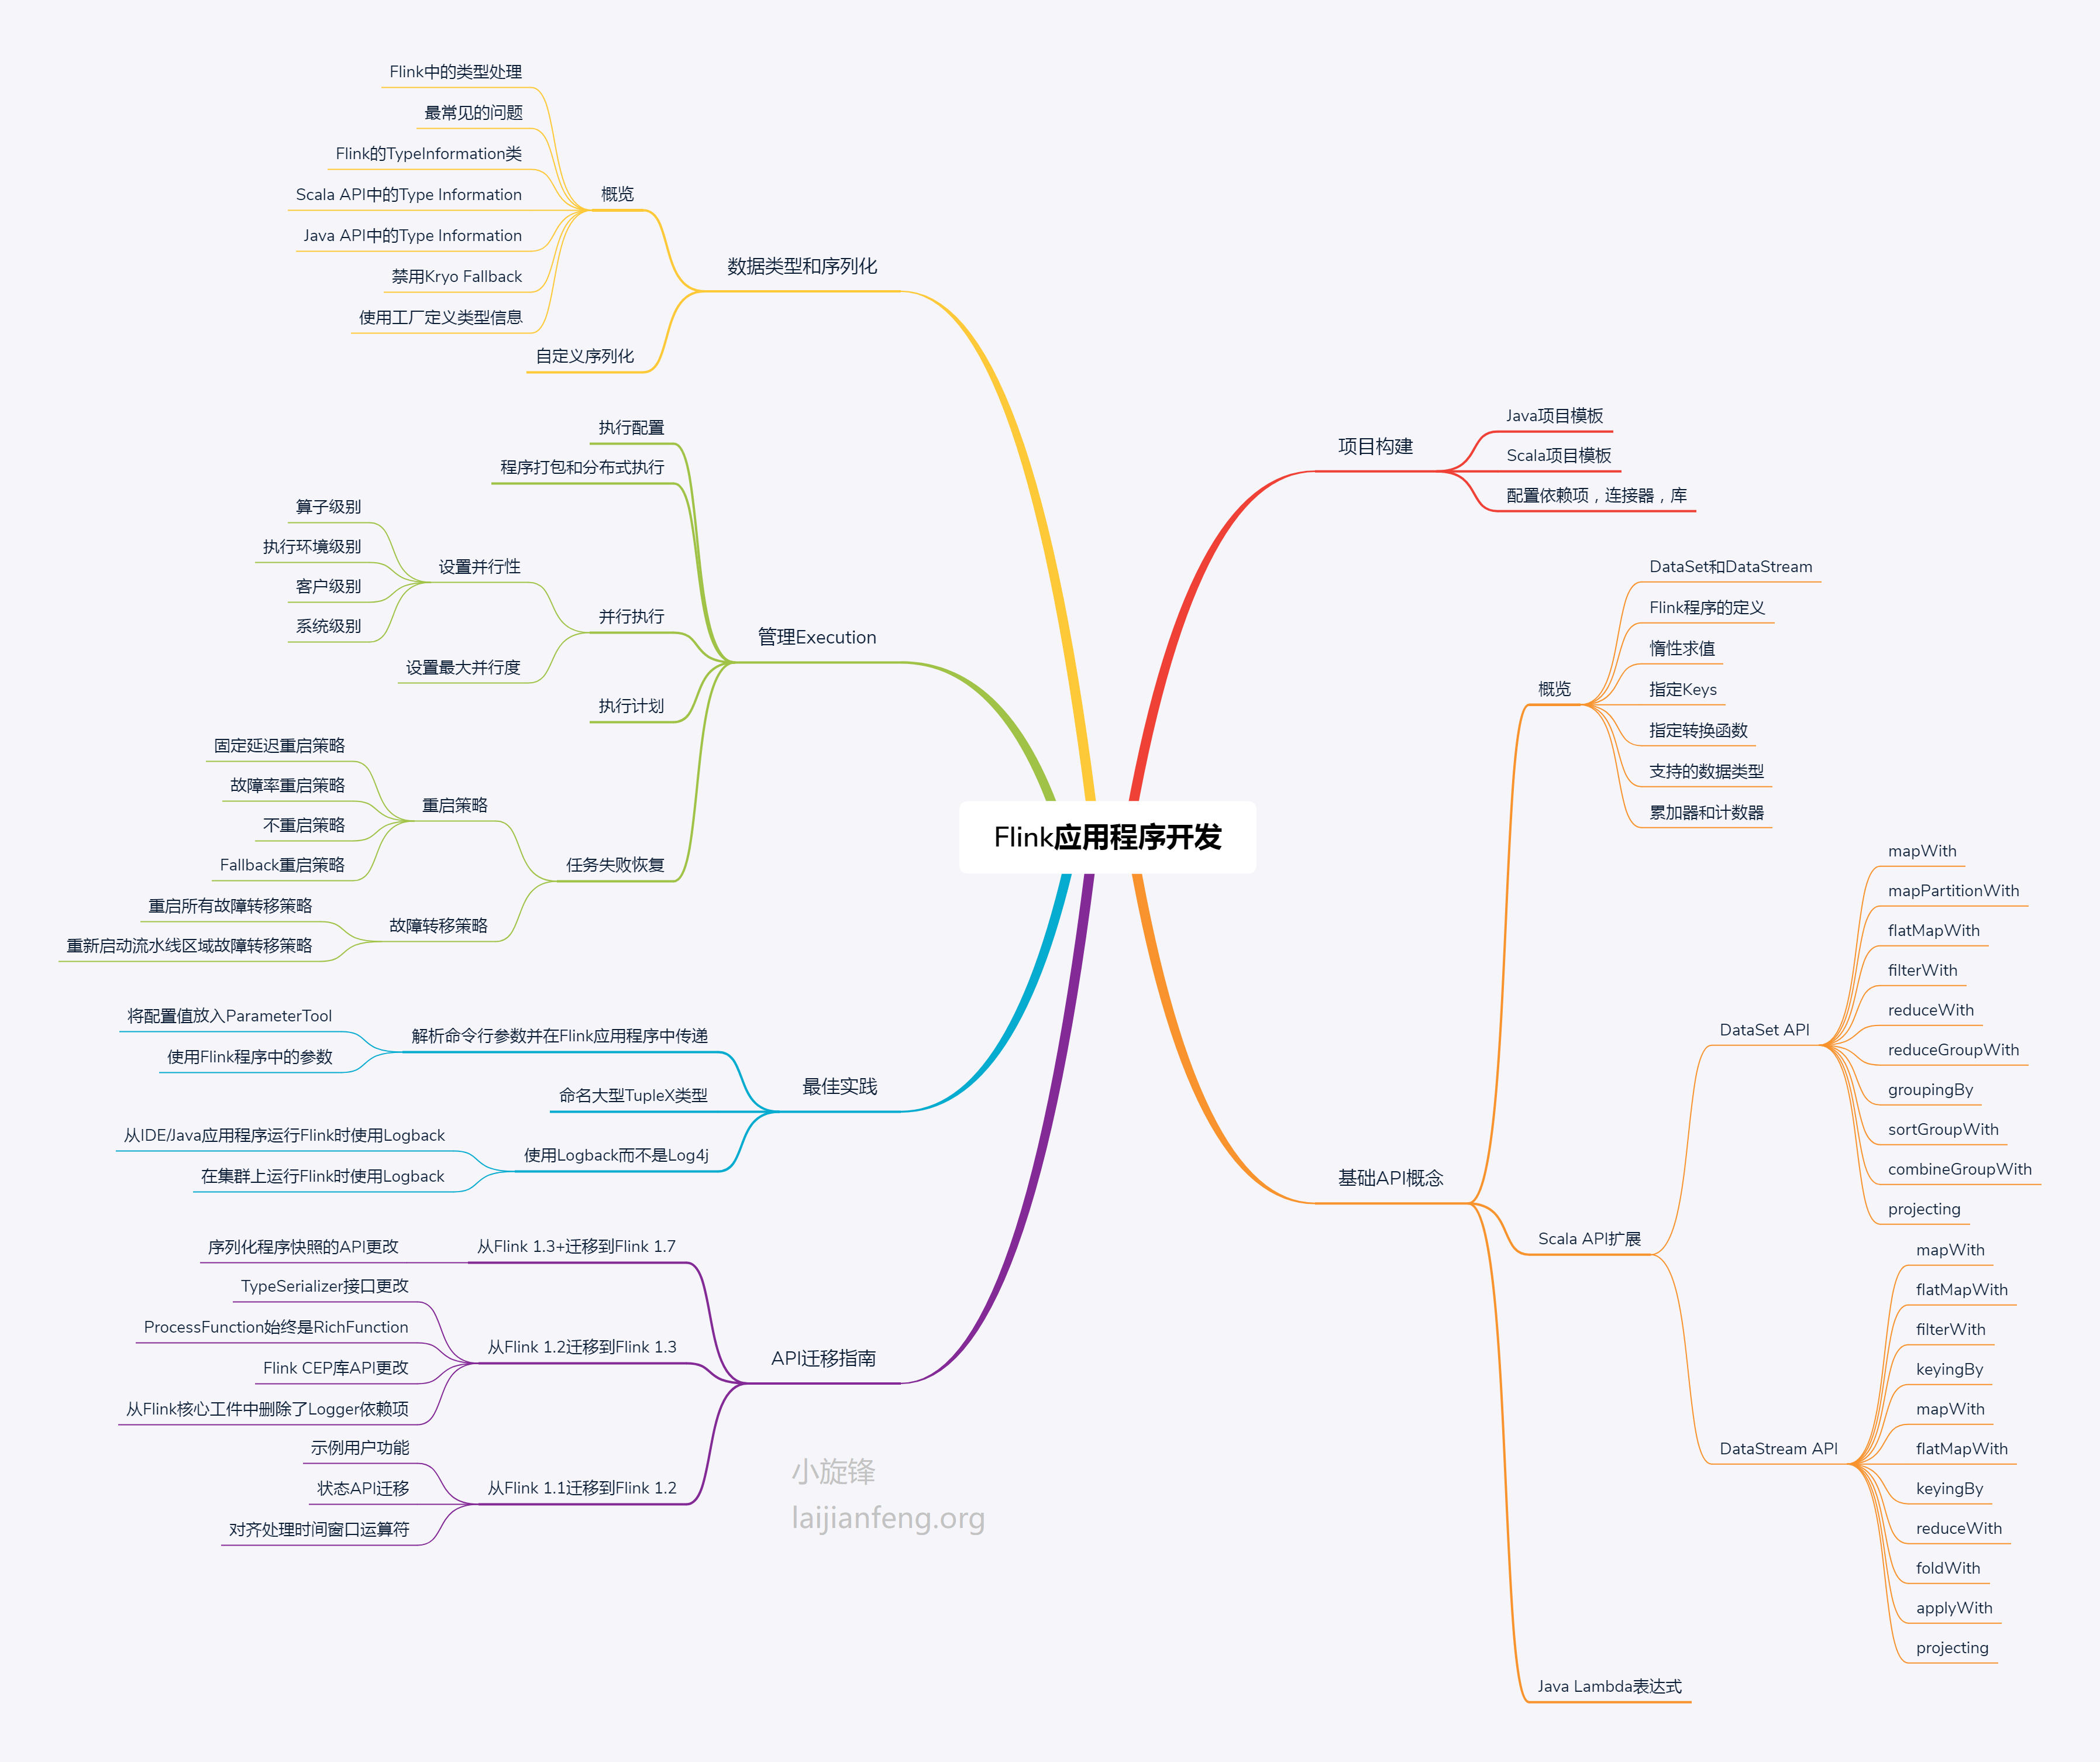 Flink应用程序开发
项目构建
Java项目模板
Scala项目模板
配置依赖项，连接器，库
基础API概念
概览
DataSet和DataStream
Flink程序的定义
惰性求值
指定Keys
指定转换函数
支持的数据类型
累加器和计数器
Scala API扩展
DataSet API
mapWith
mapPartitionWith
flatMapWith
filterWith
reduceWith
reduceGroupWith
groupingBy
sortGroupWith
combineGroupWith
projecting
DataStream API
mapWith
flatMapWith
filterWith
keyingBy
mapWith
flatMapWith
keyingBy
reduceWith
foldWith
applyWith
projecting
Java Lambda表达式
数据类型和序列化
概览
Flink中的类型处理
最常见的问题
Flink的TypeInformation类
Scala API中的Type Information
Java API中的Type Information
禁用Kryo Fallback
使用工厂定义类型信息
自定义序列化
管理Execution
执行配置
程序打包和分布式执行
并行执行
设置并行性
算子级别
执行环境级别
客户级别
系统级别
设置最大并行度
执行计划
任务失败恢复
重启策略
固定延迟重启策略
故障率重启策略
不重启策略
Fallback重启策略
故障转移策略
重启所有故障转移策略
重新启动流水线区域故障转移策略
最佳实践
解析命令行参数并在Flink应用程序中传递
将配置值放入ParameterTool
使用Flink程序中的参数
命名大型TupleX类型
使用Logback而不是Log4j
从IDE/Java应用程序运行Flink时使用Logback
在集群上运行Flink时使用Logback
API迁移指南
从Flink 1.3+迁移到Flink 1.7
序列化程序快照的API更改
从Flink 1.2迁移到Flink 1.3
TypeSerializer接口更改
ProcessFunction始终是RichFunction
Flink CEP库API更改
从Flink核心工件中删除了Logger依赖项
从Flink 1.1迁移到Flink 1.2
示例用户功能
状态API迁移
对齐处理时间窗口运算符
小旋锋
laijianfeng.org